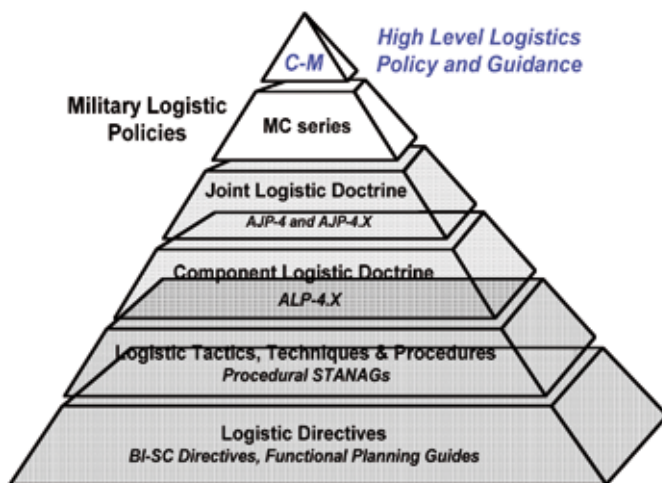 High Level Logistics
Policy and Guidance
C-M
Military Logistic
Policies
MC series
Joint Logistic Doctrine
AJP-4 and AJP-4.X
Component Logistic Doctrine
ALP-4.X
Logistic Tactics, Techniques & Procedures
Procedural STANAGs
Logistic Directives
BI-SC Directives, Functional Planning Guides